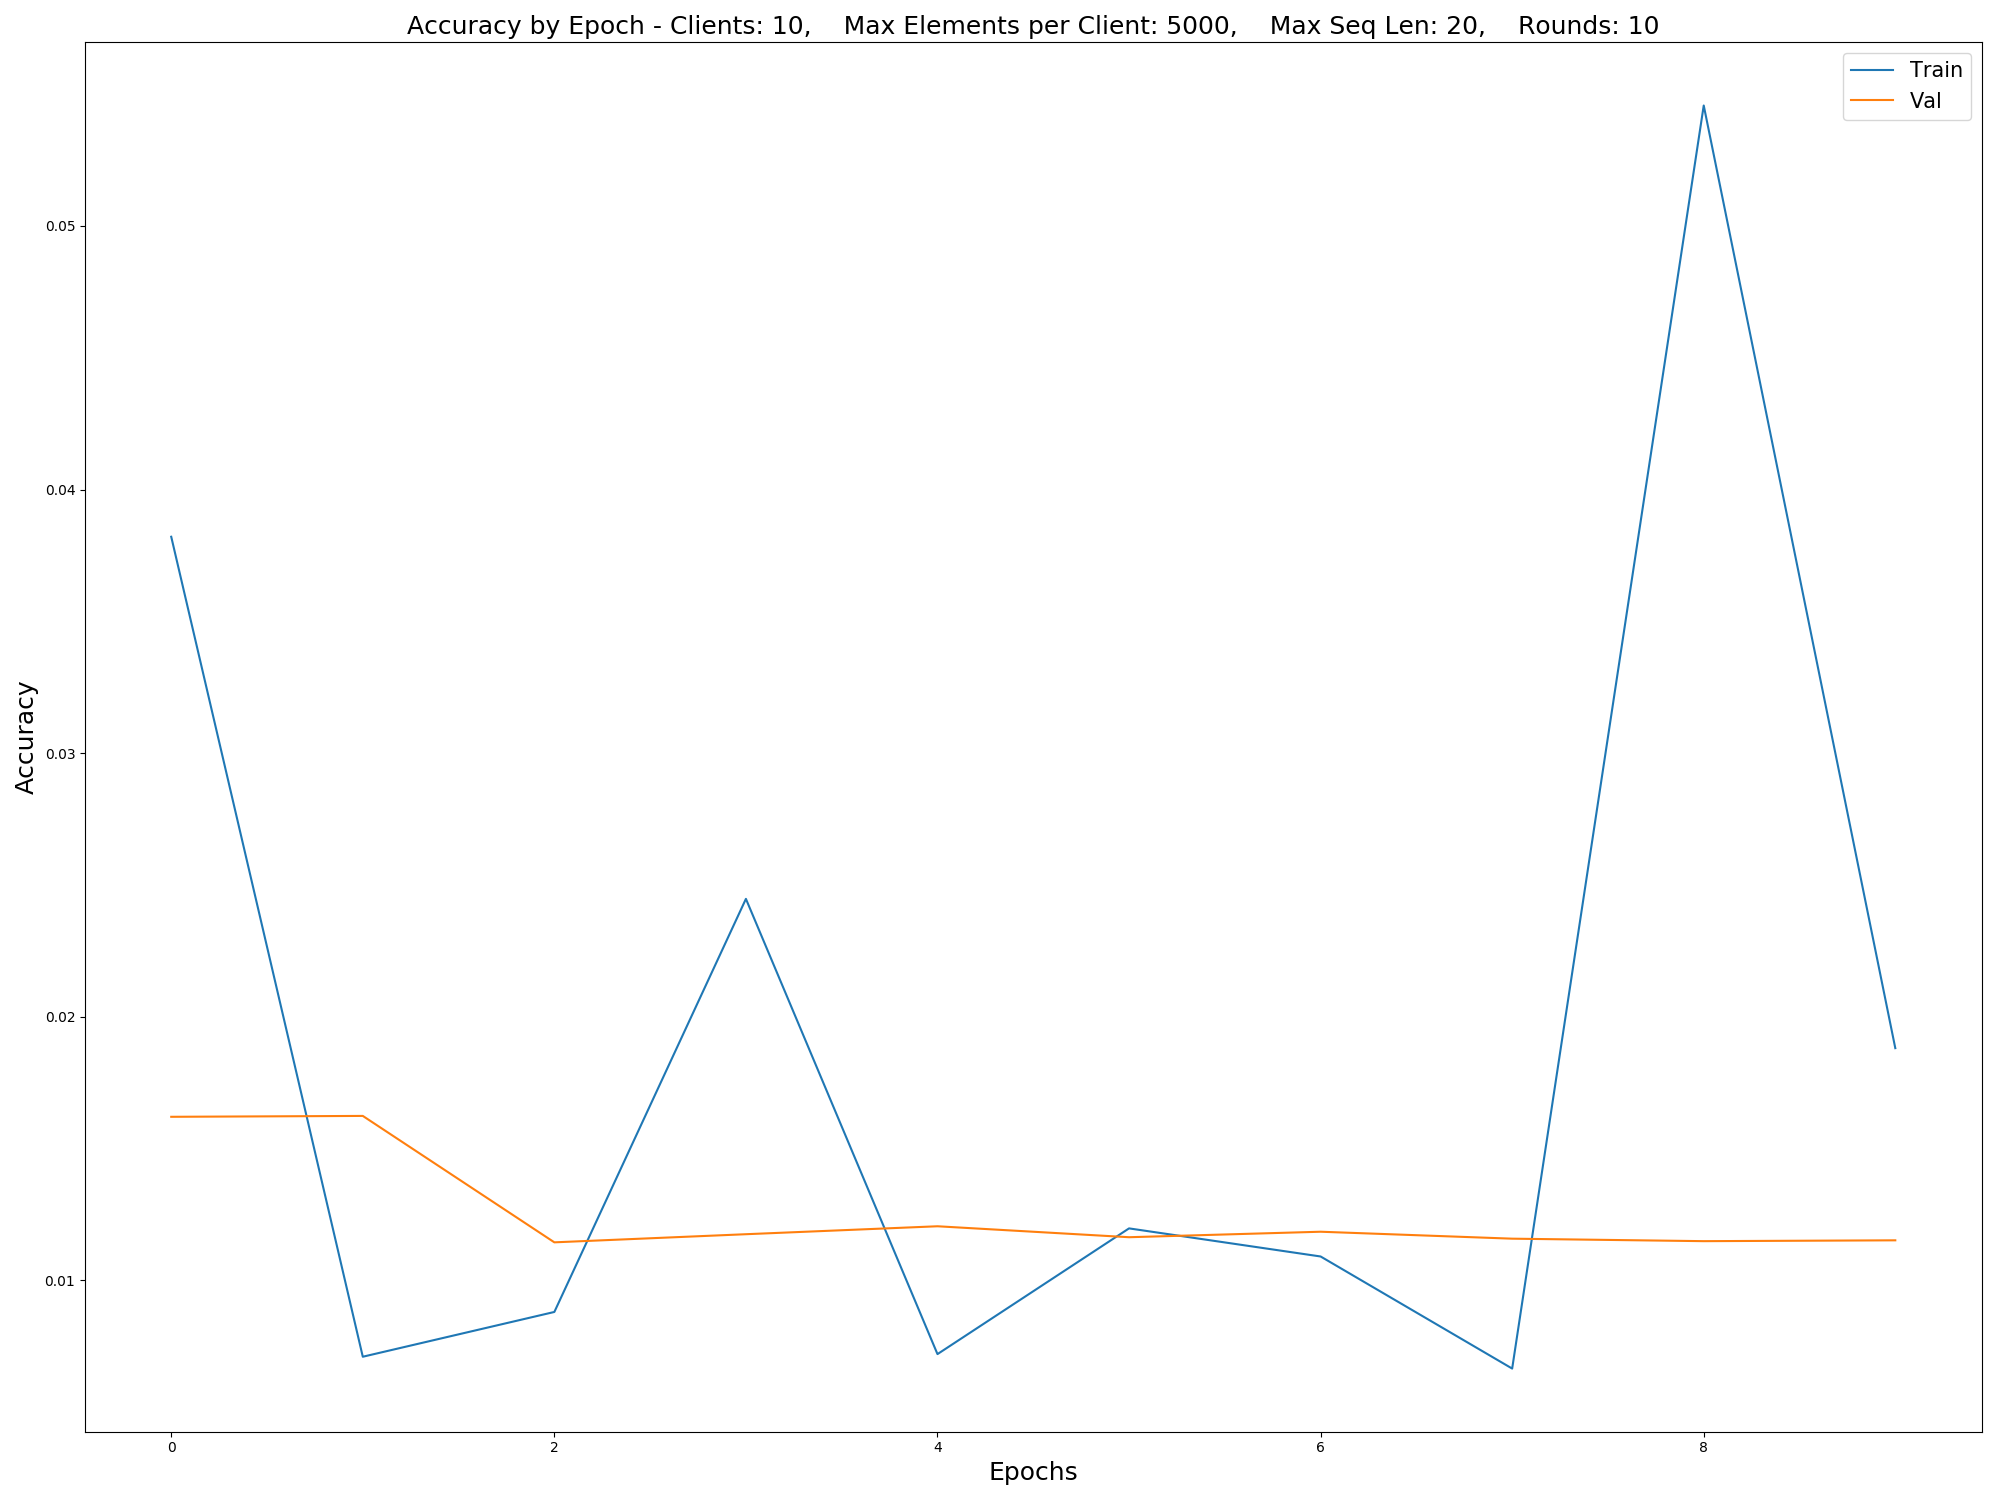 Accuracy by Epoch - Clients: 10,    Max Elements per Client: 5000,    Max Seq Len: 20,    Rounds: 10
Train
Val
0.05
0.04
0.03
0.02
0.01
Accuracy
0 2 4 6 8
Epochs